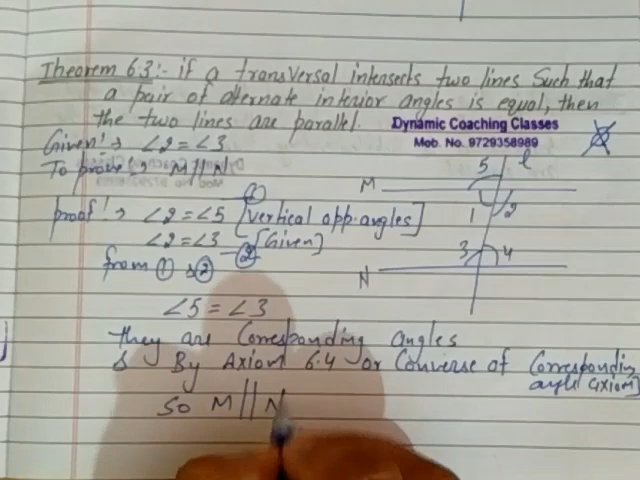 Theorem 6.3:- if a transversal intersects two lines such that
a pair of alternate interior angles is equal, then
the two lines are parallel.
Dynamic Coaching Classes
Mob. No. 9729358989
Given:→ ∠2 = ∠3
To prove:→ M || N
proof:→ ∠2 = ∠5 [vertical opp. angles] ①
∠2 = ∠3 — [Given] ②
from ① & ②
∠5 = ∠3
they are Corresponding angles
& By Axiom 6.4 or Converse of Corresponding
angle axiom]
So M || N
5 l
M
1 2
3 4
N